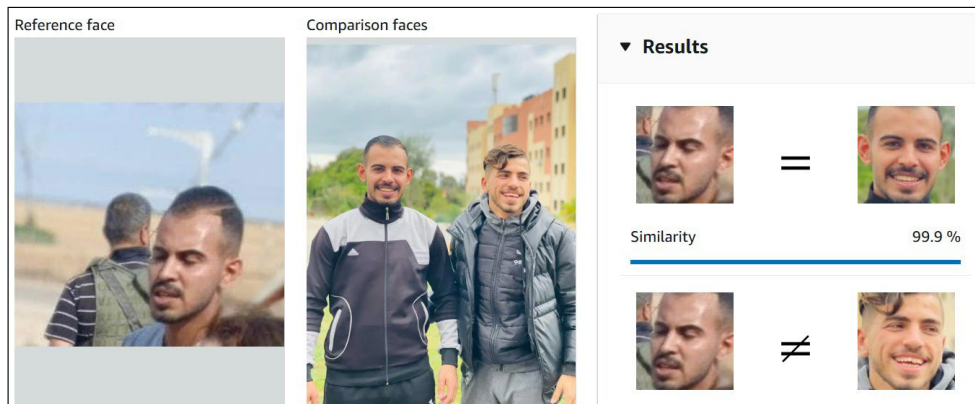 Reference face
Comparison faces
▼ Results
=
Similarity 99.9 %
≠